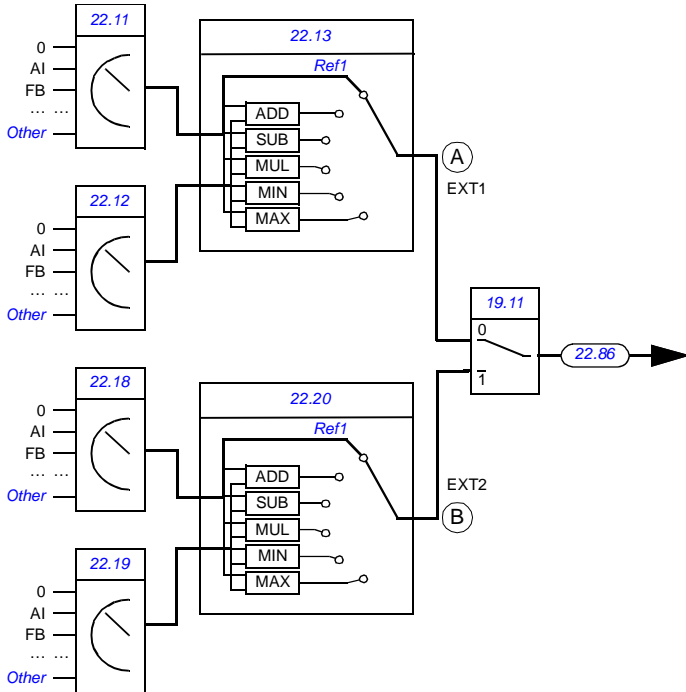 22.11
0
AI
FB
... ...
Other
22.12
0
AI
FB
... ...
Other
22.13
Ref1
ADD
SUB
MUL
MIN
MAX
A
EXT1
19.11
0
1
22.86
22.18
0
AI
FB
... ...
Other
22.19
0
AI
FB
... ...
Other
22.20
Ref1
ADD
SUB
MUL
MIN
MAX
EXT2
B